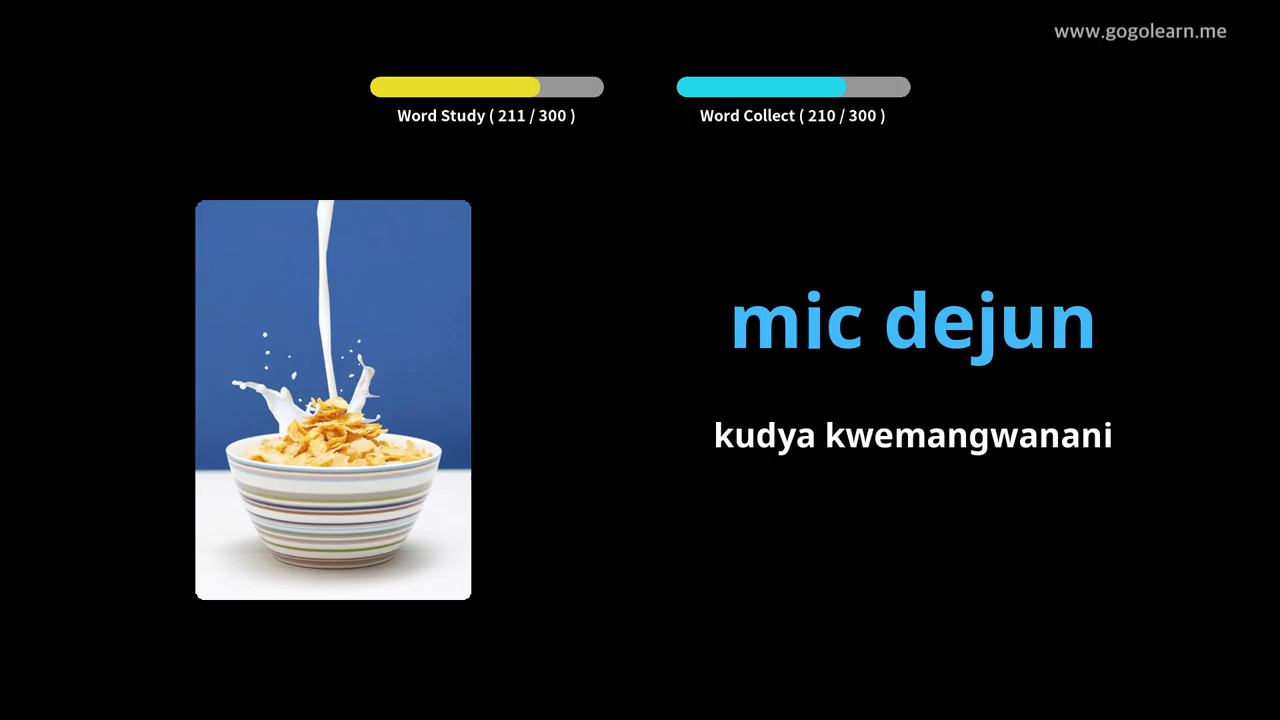 www.gogolearn.me
Word Study ( 211 / 300 )
Word Collect ( 210 / 300 )
mic dejun
kudya kwemangwanani